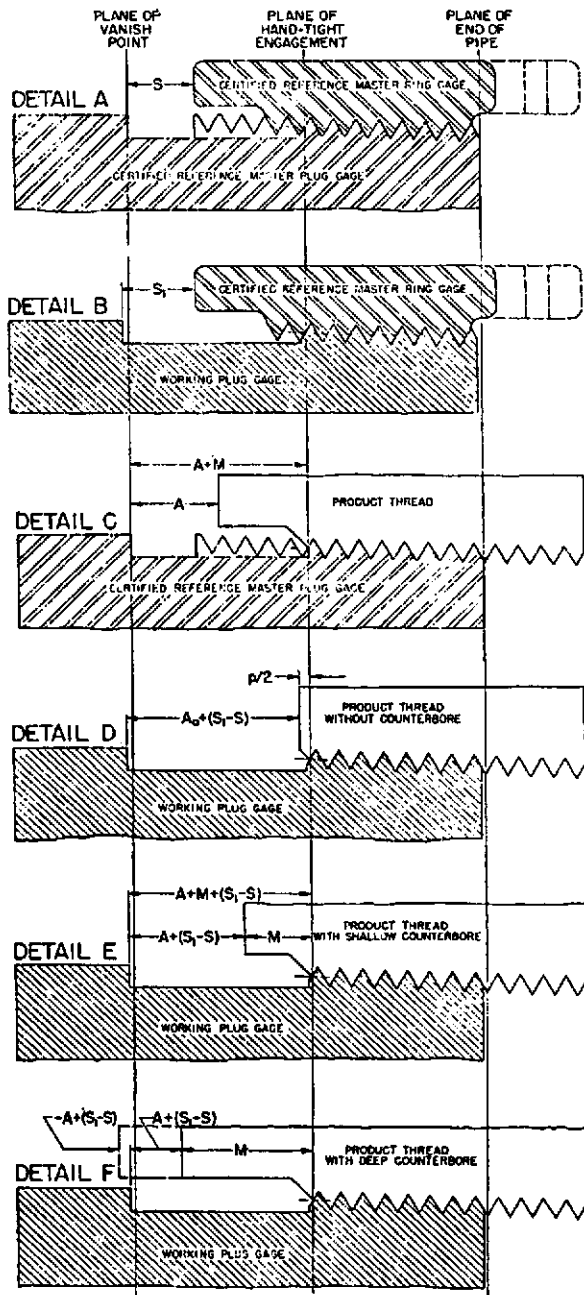 PLANE OF
VANISH
POINT
PLANE OF
HAND-TIGHT
ENGAGEMENT
PLANE OF
END OF
PIPE
DETAIL A
S
CERTIFIED REFERENCE MASTER RING GAGE
CERTIFIED REFERENCE MASTER PLUG GAGE
DETAIL B
S₁
CERTIFIED REFERENCE MASTER RING GAGE
WORKING PLUG GAGE
A+M
A
PRODUCT THREAD
DETAIL C
CERTIFIED REFERENCE MASTER PLUG GAGE
p/2
A₀+(S₁-S)
PRODUCT THREAD
WITHOUT COUNTERBORE
DETAIL D
WORKING PLUG GAGE
A+M+(S₁-S)
A+(S₁-S)
M
PRODUCT THREAD
WITH SHALLOW COUNTERBORE
DETAIL E
WORKING PLUG GAGE
-A+(S₁-S)
A+(S₁-S)
M
PRODUCT THREAD
WITH DEEP COUNTERBORE
DETAIL F
WORKING PLUG GAGE